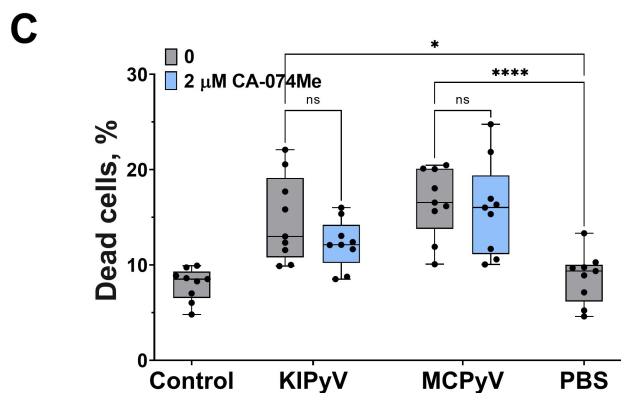 C
0
2 μM CA-074Me
*
****
ns
ns
Dead cells, %
30
20
10
0
Control
KIPyV
MCPyV
PBS